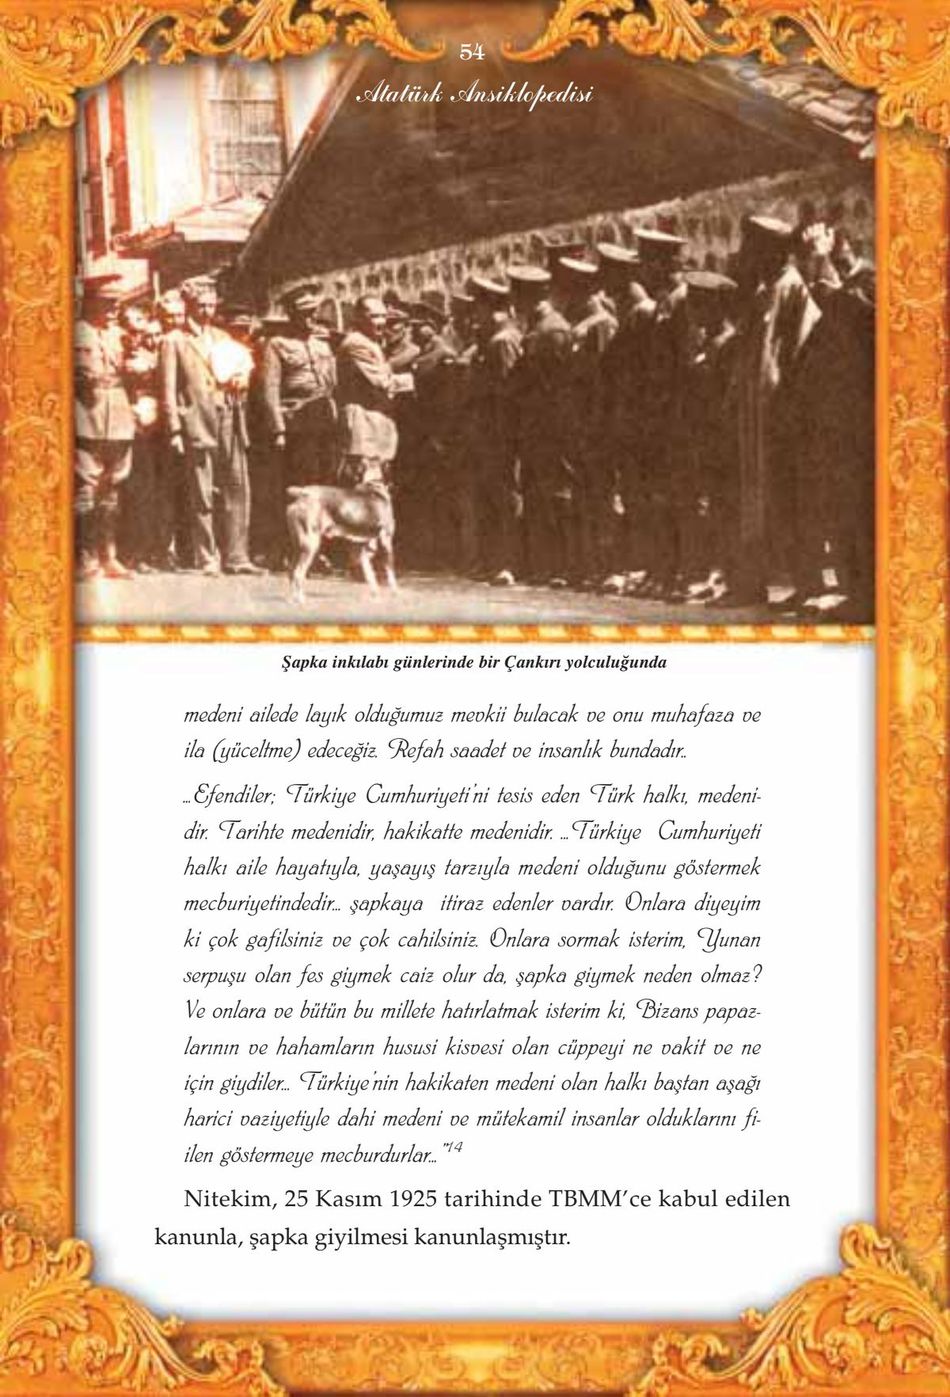 54
Atatürk Ansiklopedisi
Şapka inkılabı günlerinde bir Çankırı yolculuğunda
medeni ailede layık olduğumuz mevkii bulacak ve onu muhafaza ve
ila (yüceltme) edeceğiz. Refah saadet ve insanlık bundadır..
...Efendiler; Türkiye Cumhuriyeti'ni tesis eden Türk halkı, medeni-
dir. Tarihte medenidir, hakikatte medenidir. ...Türkiye Cumhuriyeti
halkı aile hayatıyla, yaşayış tarzıyla medeni olduğunu göstermek
mecburiyetindedir... şapkaya itiraz edenler vardır. Onlara diyeyim
ki çok gafilsiniz ve çok cahilsiniz. Onlara sormak isterim, Yunan
serpuşu olan fes giymek caiz olur da, şapka giymek neden olmaz?
Ve onlara ve bütün bu millete hatırlatmak isterim ki, Bizans papaz-
larının ve hahamların hususi kisvesi olan cüppeyi ne vakit ve ne
için giydiler... Türkiye'nin hakikaten medeni olan halkı baştan aşağı
harici vaziyetiyle dahi medeni ve mütekamil insanlar olduklarını fi-
ilen göstermeye mecburdurlar..."14
Nitekim, 25 Kasım 1925 tarihinde TBMM'ce kabul edilen
kanunla, şapka giyilmesi kanunlaşmıştır.